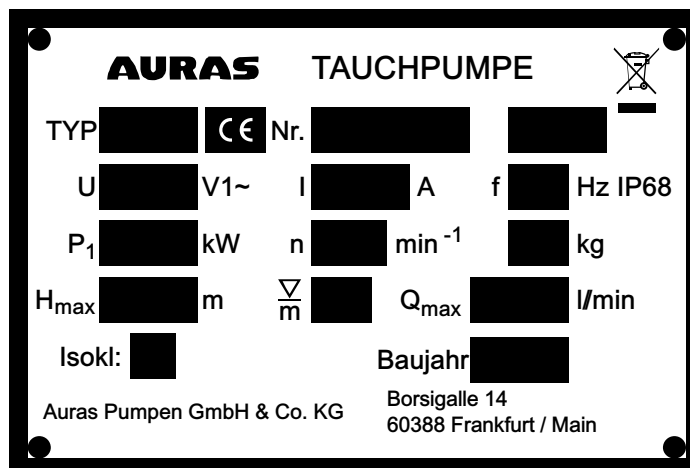 AURAS TAUCHPUMPE
TYP CE Nr.
U V1~ I A f Hz IP68
P1 kW n min -1 kg
Hmax m m Qmax l/min
Isokl: Baujahr
Auras Pumpen GmbH & Co. KG
Borsigalle 14
60388 Frankfurt / Main